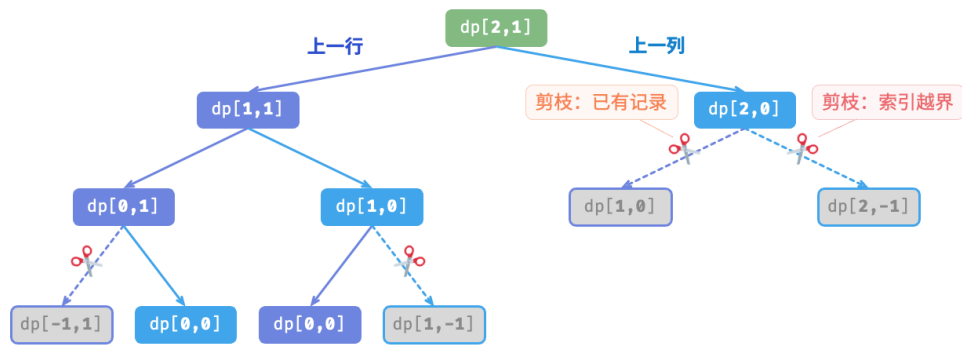 dp[2,1]
上一行
上一列
dp[1,1]
剪枝：已有记录
dp[2,0]
剪枝：索引越界
dp[0,1]
dp[1,0]
dp[1,0]
dp[2,-1]
dp[-1,1]
dp[0,0]
dp[0,0]
dp[1,-1]